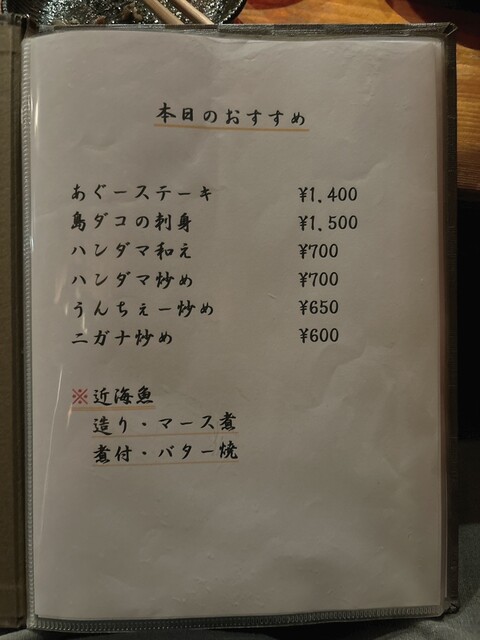 本日のおすすめ
あぐーステーキ ¥1,400
島ダコの刺身 ¥1,500
ハンダマ和え ¥700
ハンダマ炒め ¥700
うんちぇー炒め ¥650
ニガナ炒め ¥600
※近海魚
造り・マース煮
煮付・バター焼